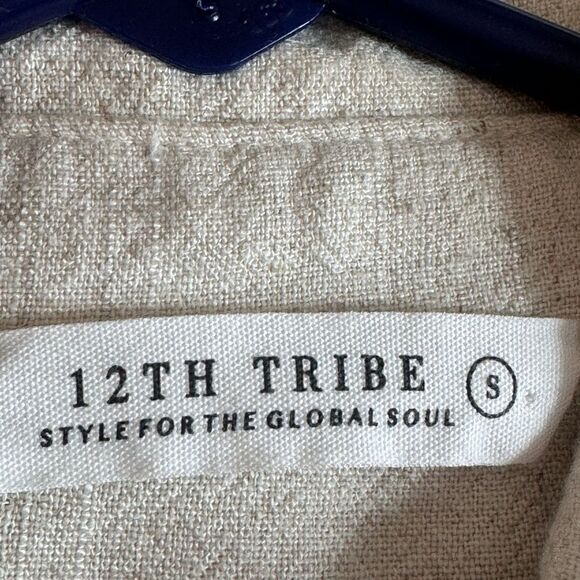 12TH TRIBE S
STYLE FOR THE GLOBAL SOUL